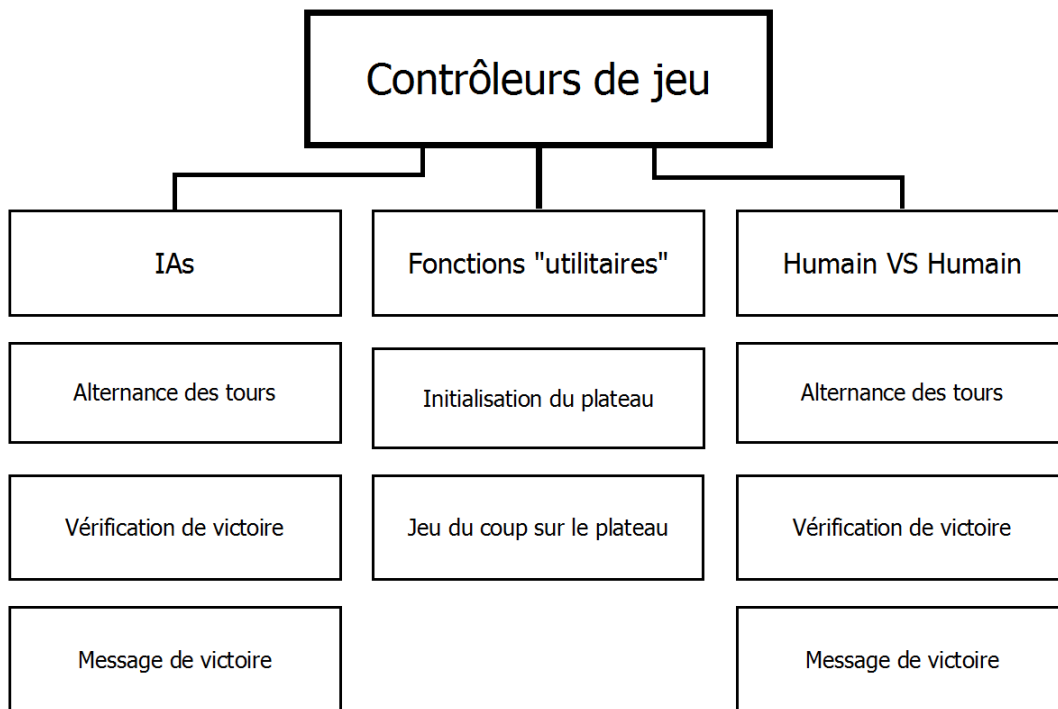 Contrôleurs de jeu
IAs
Fonctions "utilitaires"
Humain VS Humain
Alternance des tours
Initialisation du plateau
Alternance des tours
Vérification de victoire
Jeu du coup sur le plateau
Vérification de victoire
Message de victoire
Message de victoire